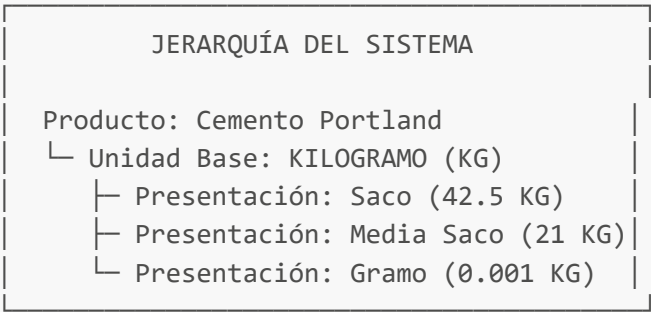 JERARQUÍA DEL SISTEMA
Producto: Cemento Portland
└─ Unidad Base: KILOGRAMO (KG)
├─ Presentación: Saco (42.5 KG)
├─ Presentación: Media Saco (21 KG)
└─ Presentación: Gramo (0.001 KG)